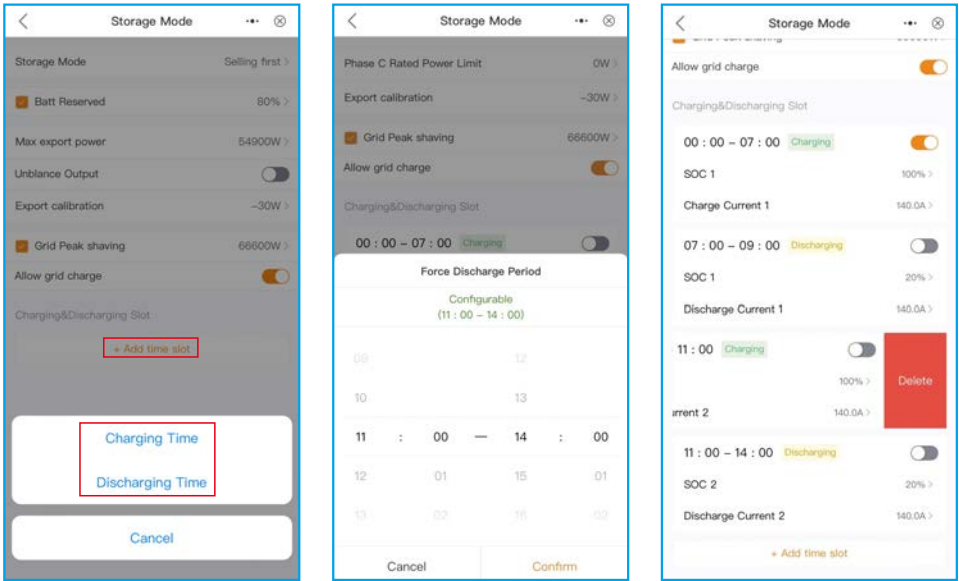 Storage Mode
Storage Mode Selling first >
Batt Reserved 80% >
Max export power 54900W >
Unblance Output
Export calibration -30W >
Grid Peak shaving 66600W >
Allow grid charge
Charging&Discharging Slot
+ Add time slot
Charging Time
Discharging Time
Cancel
Storage Mode
Phase C Rated Power Limit 0W >
Export calibration -30W >
Grid Peak shaving 66600W >
Allow grid charge
Charging&Discharging Slot
00 : 00 – 07 : 00 Charging
Force Discharge Period
Configurable
(11 : 00 – 14 : 00)
09 12
10 13
11 : 00 — 14 : 00
12 01 15 01
13 02 16 02
Cancel Confirm
Storage Mode
Allow grid charge
Charging&Discharging Slot
00 : 00 – 07 : 00 Charging
SOC 1 100% >
Charge Current 1 140.0A >
07 : 00 – 09 : 00 Discharging
SOC 1 20% >
Discharge Current 1 140.0A >
11 : 00 Charging
100% > Delete
urrent 2 140.0A >
11 : 00 – 14 : 00 Discharging
SOC 2 20% >
Discharge Current 2 140.0A >
+ Add time slot